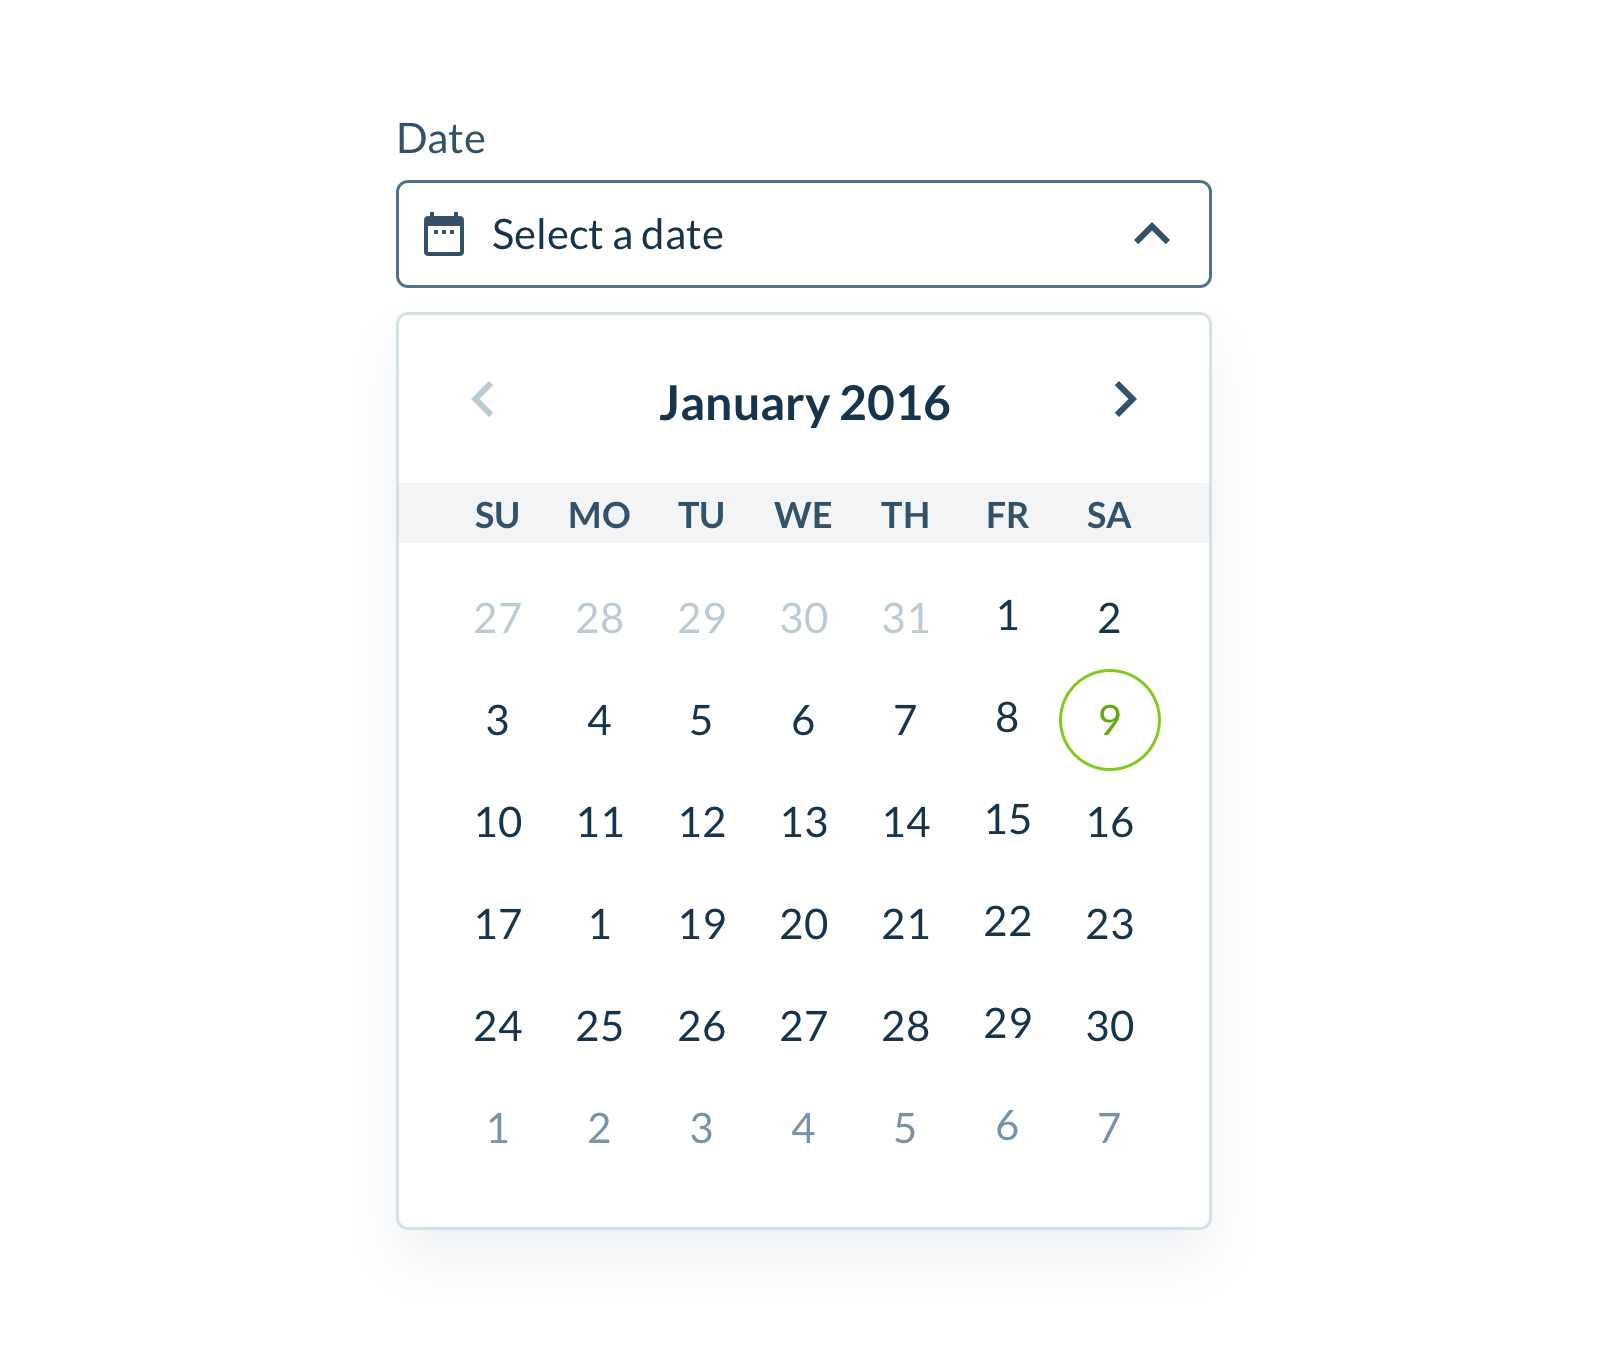 Date
Select a date
January 2016
SU MO TU WE TH FR SA
27 28 29 30 31 1 2
3 4 5 6 7 8 9
10 11 12 13 14 15 16
17 1 19 20 21 22 23
24 25 26 27 28 29 30
1 2 3 4 5 6 7